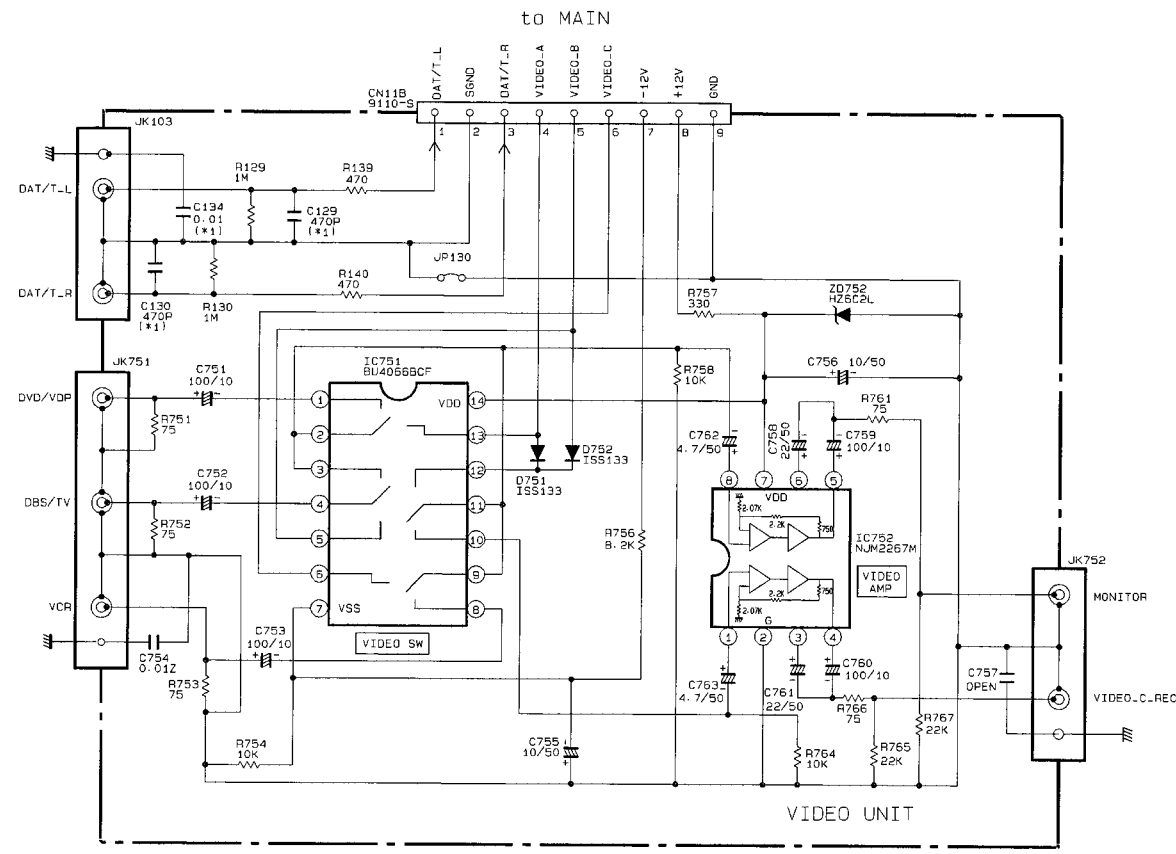 to MAIN
DAT/T_L
SGND
DAT/T_R
VIDEO_A
VIDEO_B
VIDEO_C
-12V
+12V
GND
CN11B
9110-S
1
2
3
4
5
6
7
8
9
JK103
DAT/T_L
DAT/T_R
R129
1M
R139
470
C134
0.01
(*1)
C129
470P
(*1)
C130
470P
(*1)
R130
1M
R140
470
JP130
R757
330
ZD752
HZ6C2L
JK751
DVD/VDP
DBS/TV
VCR
C751
100/10
+
-
R751
75
C752
100/10
+
-
R752
75
IC751
BU4066BCF
1
2
3
4
5
6
7
VSS
VDD
14
13
12
11
10
9
8
VIDEO SW
D751
ISS133
D752
ISS133
R758
10K
C756
10/50
+
-
R761
75
C762
4.7/50
-
+
C758
22/50
-
+
C759
100/10
-
+
8
7
6
5
VDD
2.07K
2.2K
750
IC752
NJM2267M
VIDEO
AMP
2.2K
750
2.07K
G
1
2
3
4
R756
8.2K
C754
0.01Z
C753
100/10
+
-
R753
75
R754
10K
C755
10/50
-
+
C763
4.7/50
+
-
C761
22/50
+
-
C760
100/10
+
-
R766
75
R764
10K
R765
22K
R767
22K
JK752
MONITOR
C757
OPEN
VIDEO_C_REC
VIDEO UNIT